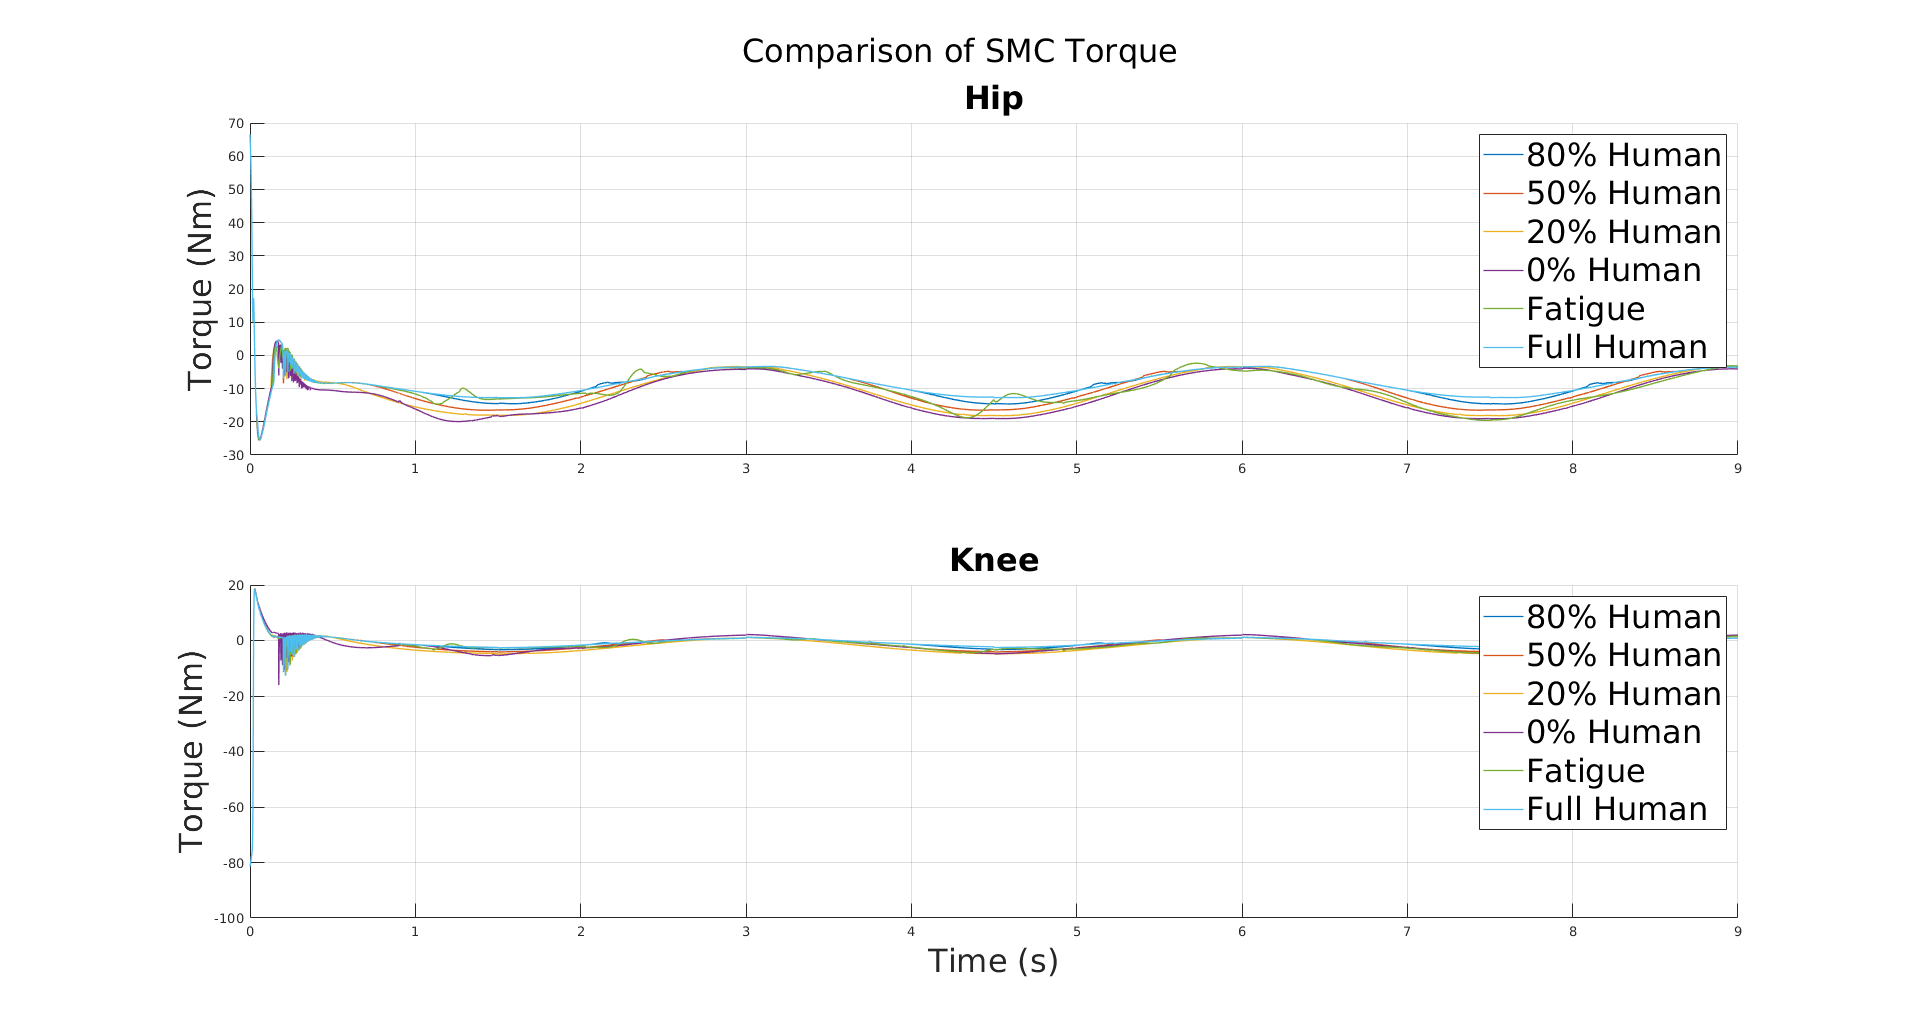 Comparison of SMC Torque
Hip
70
60
50
40
30
20
10
0
-10
-20
-30
Torque (Nm)
80% Human
50% Human
20% Human
0% Human
Fatigue
Full Human
0 1 2 3 4 5 6 7 8 9
Knee
20
0
-20
-40
-60
-80
-100
Torque (Nm)
80% Human
50% Human
20% Human
0% Human
Fatigue
Full Human
0 1 2 3 4 5 6 7 8 9
Time (s)